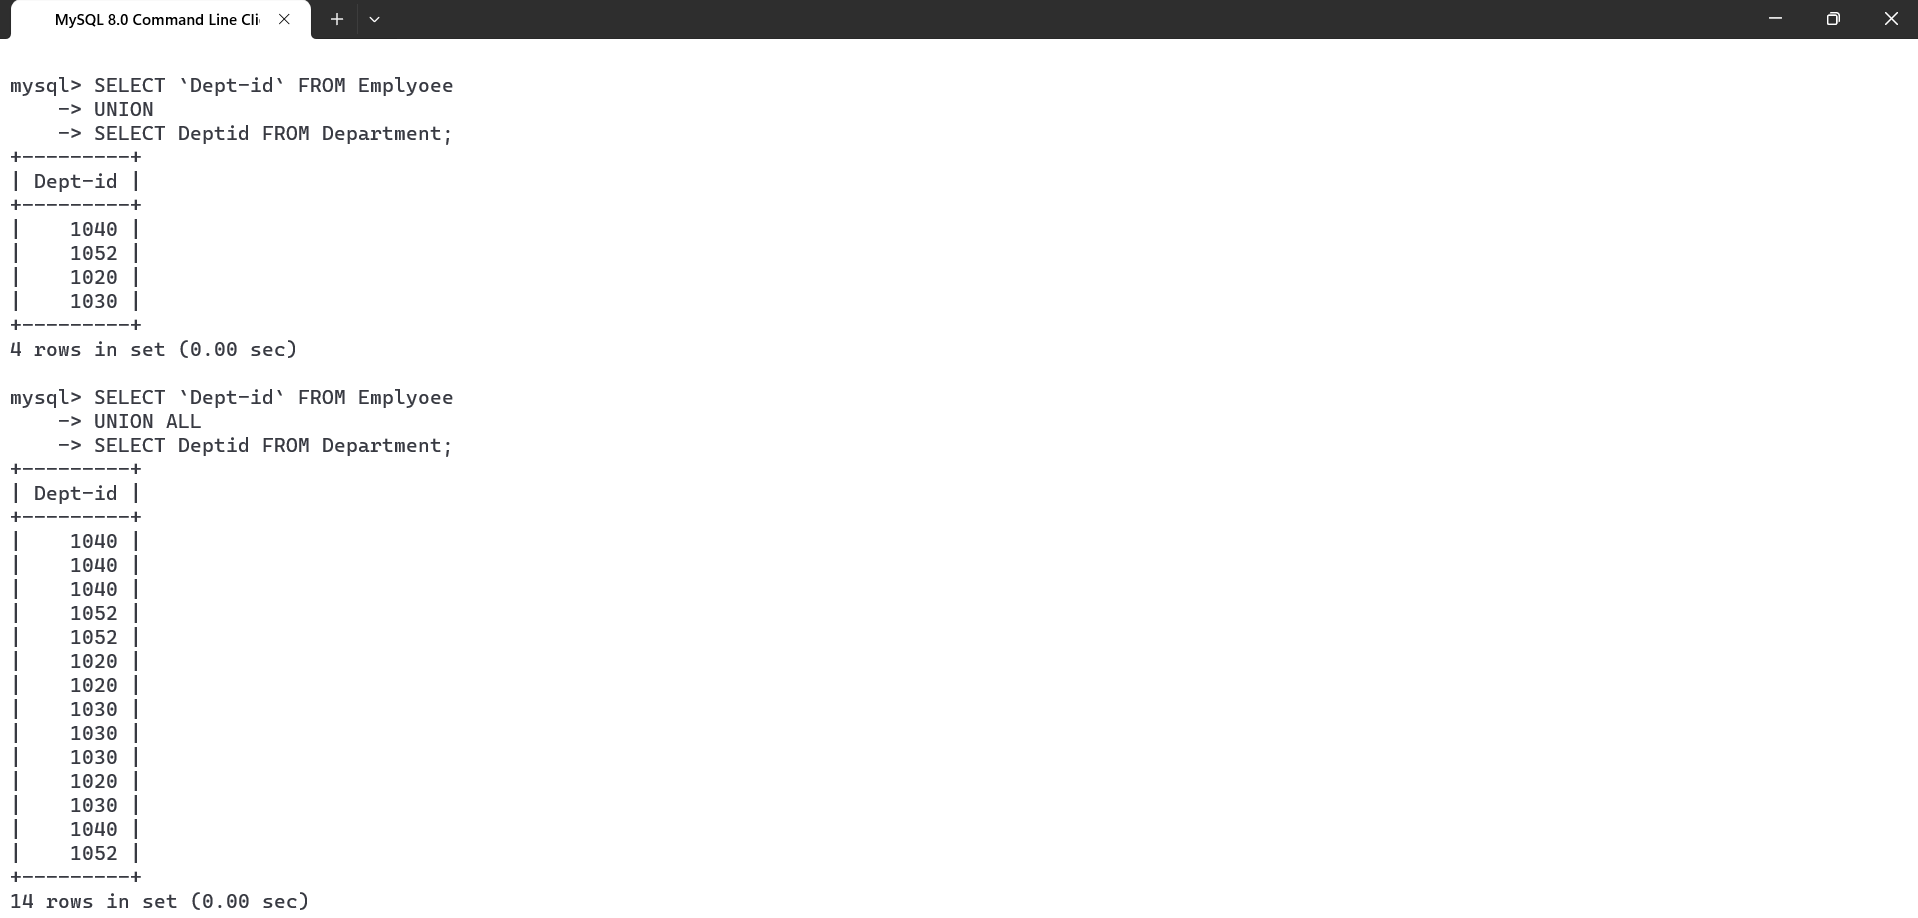 MySQL 8.0 Command Line Cli
mysql> SELECT `Dept-id` FROM Emplyoee
    -> UNION
    -> SELECT Deptid FROM Department;
+---------+
| Dept-id |
+---------+
|    1040 |
|    1052 |
|    1020 |
|    1030 |
+---------+
4 rows in set (0.00 sec)
mysql> SELECT `Dept-id` FROM Emplyoee
    -> UNION ALL
    -> SELECT Deptid FROM Department;
+---------+
| Dept-id |
+---------+
|    1040 |
|    1040 |
|    1040 |
|    1052 |
|    1052 |
|    1020 |
|    1020 |
|    1030 |
|    1030 |
|    1030 |
|    1020 |
|    1030 |
|    1040 |
|    1052 |
+---------+
14 rows in set (0.00 sec)